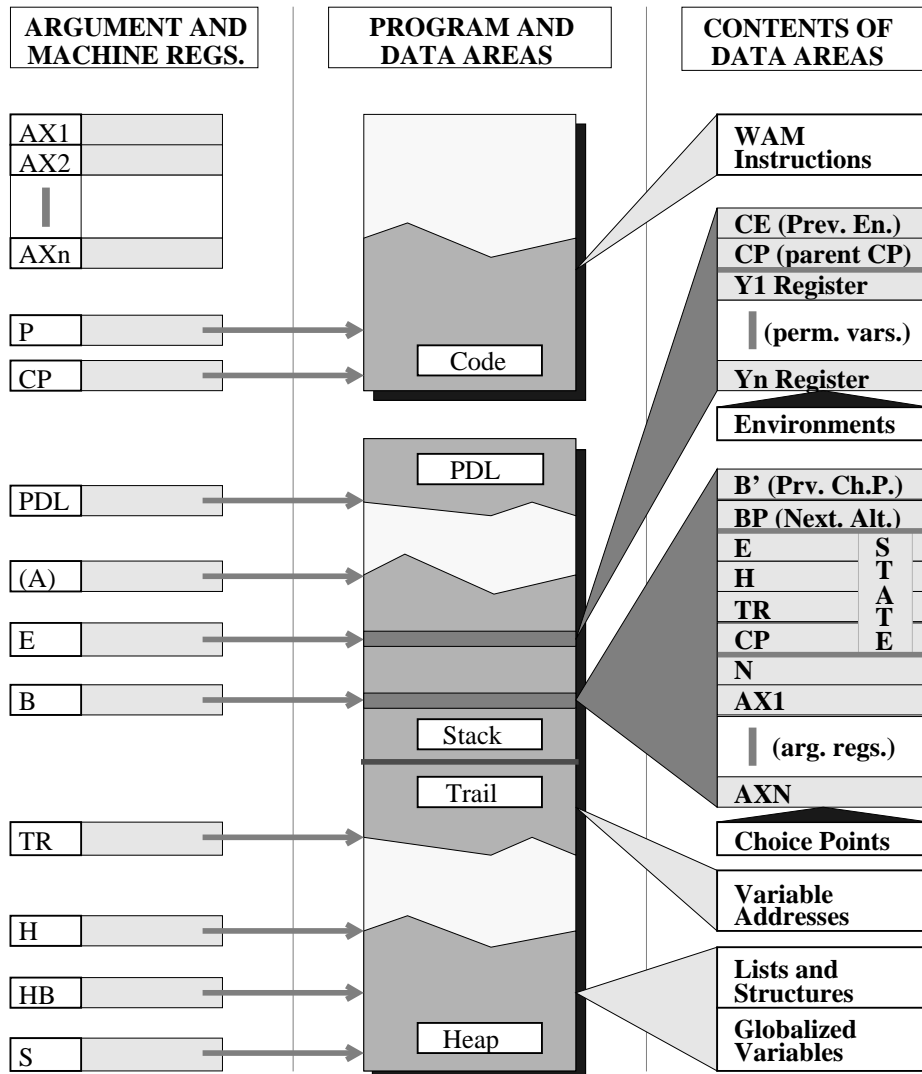 ARGUMENT AND
MACHINE REGS.
PROGRAM AND
DATA AREAS
CONTENTS OF
DATA AREAS
AX1
AX2
AXn
P
CP
PDL
(A)
E
B
TR
H
HB
S
Code
PDL
Stack
Trail
Heap
WAM
Instructions
CE (Prev. En.)
CP (parent CP)
Y1 Register
(perm. vars.)
Yn Register
Environments
B’ (Prv. Ch.P.)
BP (Next. Alt.)
E
H
TR
CP
S
T
A
T
E
N
AX1
(arg. regs.)
AXN
Choice Points
Variable
Addresses
Lists and
Structures
Globalized
Variables